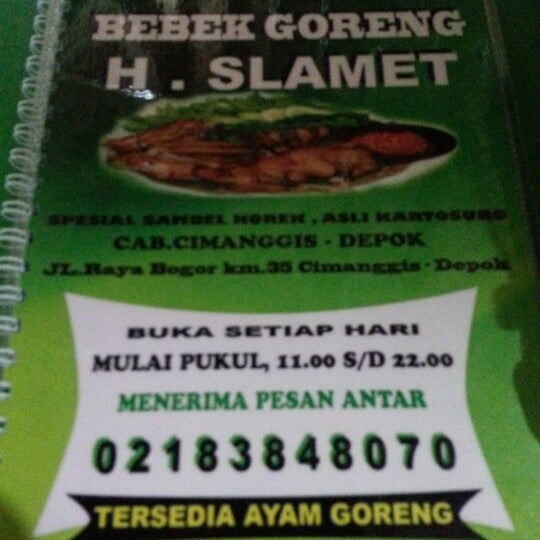 BEBEK GORENG
H . SLAMET
SPESIAL SAMBEL KOREK , ASLI KARTOSURO
CAB.CIMANGGIS - DEPOK
JL.Raya Bogor km.35 Cimanggis - Depok
BUKA SETIAP HARI
MULAI PUKUL, 11.00 S/D 22.00
MENERIMA PESAN ANTAR
02183848070
TERSEDIA AYAM GORENG